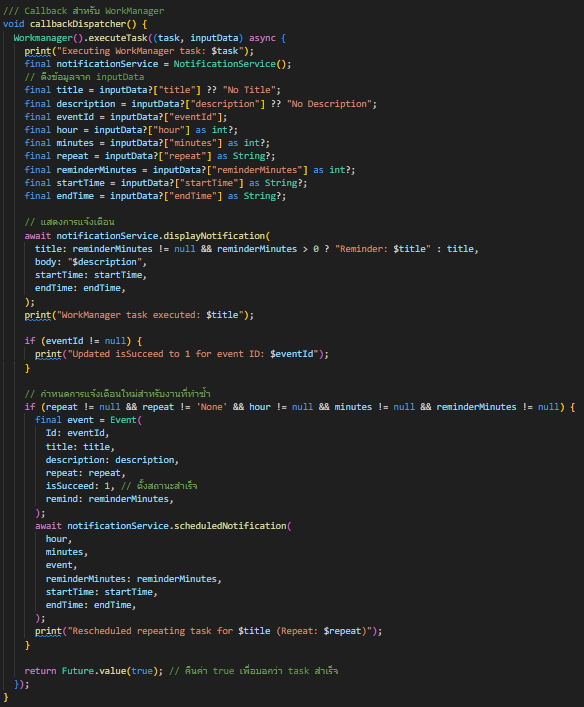 /// Callback สำหรับ WorkManager
void callbackDispatcher() {
  Workmanager().executeTask((task, inputData) async {
    print("Executing WorkManager task: $task");
    final notificationService = NotificationService();
    // ดึงข้อมูลจาก inputData
    final title = inputData?["title"] ?? "No Title";
    final description = inputData?["description"] ?? "No Description";
    final eventId = inputData?["eventId"];
    final hour = inputData?["hour"] as int?;
    final minutes = inputData?["minutes"] as int?;
    final repeat = inputData?["repeat"] as String?;
    final reminderMinutes = inputData?["reminderMinutes"] as int?;
    final startTime = inputData?["startTime"] as String?;
    final endTime = inputData?["endTime"] as String?;

    // แสดงการแจ้งเตือน
    await notificationService.displayNotification(
      title: reminderMinutes != null && reminderMinutes > 0 ? "Reminder: $title" : title,
      body: "$description",
      startTime: startTime,
      endTime: endTime,
    );
    print("WorkManager task executed: $title");

    if (eventId != null) {
      print("Updated isSucceed to 1 for event ID: $eventId");
    }

    // กำหนดการแจ้งเตือนใหม่สำหรับงานที่ทำซ้ำ
    if (repeat != null && repeat != 'None' && hour != null && minutes != null && reminderMinutes != null) {
      final event = Event(
        Id: eventId,
        title: title,
        description: description,
        repeat: repeat,
        isSucceed: 1, // ตั้งสถานะสำเร็จ
        remind: reminderMinutes,
      );
      await notificationService.scheduledNotification(
        hour,
        minutes,
        event,
        reminderMinutes: reminderMinutes,
        startTime: startTime,
        endTime: endTime,
      );
      print("Rescheduled repeating task for $title (Repeat: $repeat)");
    }

    return Future.value(true); // คืนค่า true เพื่อบอกว่า task สำเร็จ
  });
}